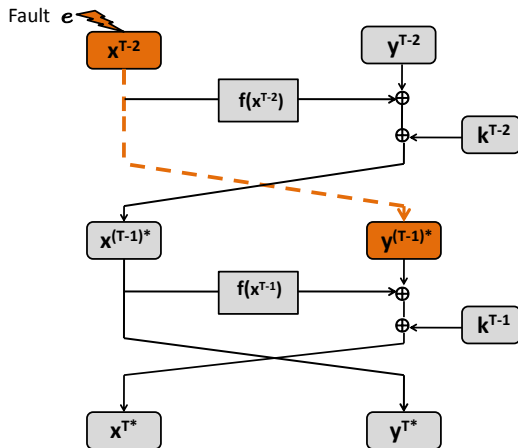 Fault e
x^T-2
y^T-2
f(x^T-2)
k^T-2
x^(T-1)*
y^(T-1)*
f(x^T-1)
k^T-1
x^T*
y^T*